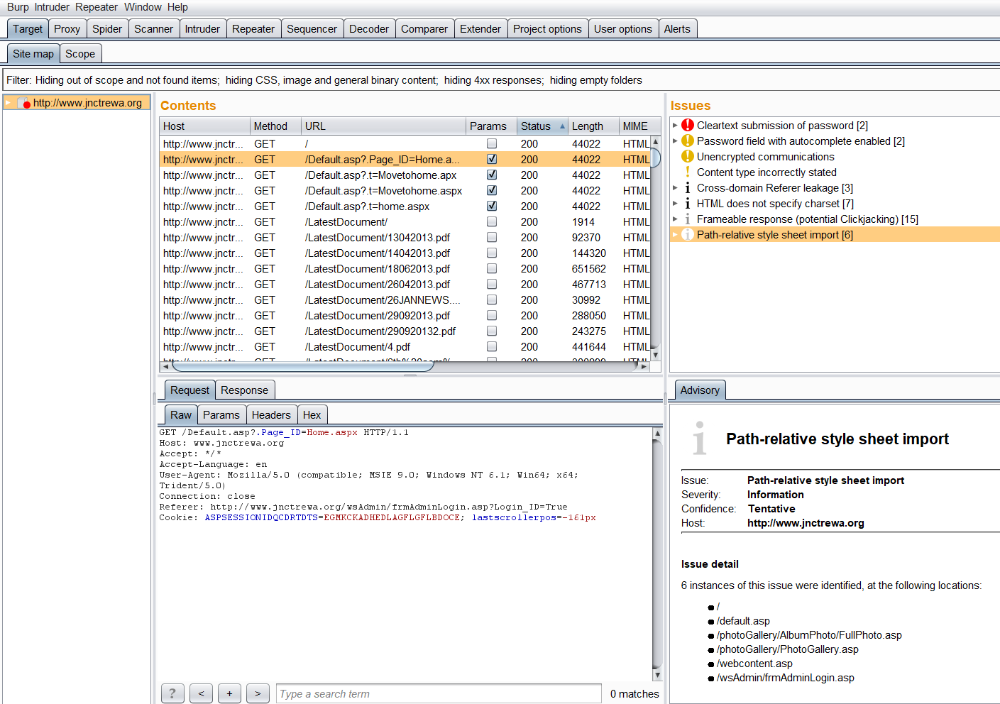 Burp Intruder Repeater Window Help
Target Proxy Spider Scanner Intruder Repeater Sequencer Decoder Comparer Extender Project options User options Alerts
Site map Scope
Filter: Hiding out of scope and not found items;  hiding CSS, image and general binary content;  hiding 4xx responses;  hiding empty folders
http://www.jnctrewa.org
Contents
Host Method URL Params Status Length MIME
http://www.jnctr... GET / 200 44022 HTML
http://www.jnctr... GET /Default.asp?.Page_ID=Home.a... 200 44022 HTML
http://www.jnctr... GET /Default.asp?.t=Movetohome.apx 200 44022 HTML
http://www.jnctr... GET /Default.asp?.t=Movetohome.aspx 200 44022 HTML
http://www.jnctr... GET /Default.asp?.t=home.aspx 200 44022 HTML
http://www.jnctr... GET /LatestDocument/ 200 1914 HTML
http://www.jnctr... GET /LatestDocument/13042013.pdf 200 92370 HTML
http://www.jnctr... GET /LatestDocument/14042013.pdf 200 144320 HTML
http://www.jnctr... GET /LatestDocument/18062013.pdf 200 651562 HTML
http://www.jnctr... GET /LatestDocument/26042013.pdf 200 467713 HTML
http://www.jnctr... GET /LatestDocument/26JANNEWS.... 200 30992 HTML
http://www.jnctr... GET /LatestDocument/29092013.pdf 200 288050 HTML
http://www.jnctr... GET /LatestDocument/290920132.pdf 200 243275 HTML
http://www.jnctr... GET /LatestDocument/4.pdf 200 441644 HTML
Issues
Cleartext submission of password [2]
Password field with autocomplete enabled [2]
Unencrypted communications
Content type incorrectly stated
Cross-domain Referer leakage [3]
HTML does not specify charset [7]
Frameable response (potential Clickjacking) [15]
Path-relative style sheet import [6]
Request Response
Raw Params Headers Hex
GET /Default.asp?.Page_ID=Home.aspx HTTP/1.1
Host: www.jnctrewa.org
Accept: */*
Accept-Language: en
User-Agent: Mozilla/5.0 (compatible; MSIE 9.0; Windows NT 6.1; Win64; x64;
Trident/5.0)
Connection: close
Referer: http://www.jnctrewa.org/wsAdmin/frmAdminLogin.asp?Login_ID=True
Cookie: ASPSESSIONIDQCDRTDTS=EGMKCKADHEDLAGFLGFLBDOCE; lastscrollerpos=-161px
? < + > Type a search term 0 matches
Advisory
Path-relative style sheet import
Issue: Path-relative style sheet import
Severity: Information
Confidence: Tentative
Host: http://www.jnctrewa.org
Issue detail
6 instances of this issue were identified, at the following locations:
/
/default.asp
/photoGallery/AlbumPhoto/FullPhoto.asp
/photoGallery/PhotoGallery.asp
/webcontent.asp
/wsAdmin/frmAdminLogin.asp